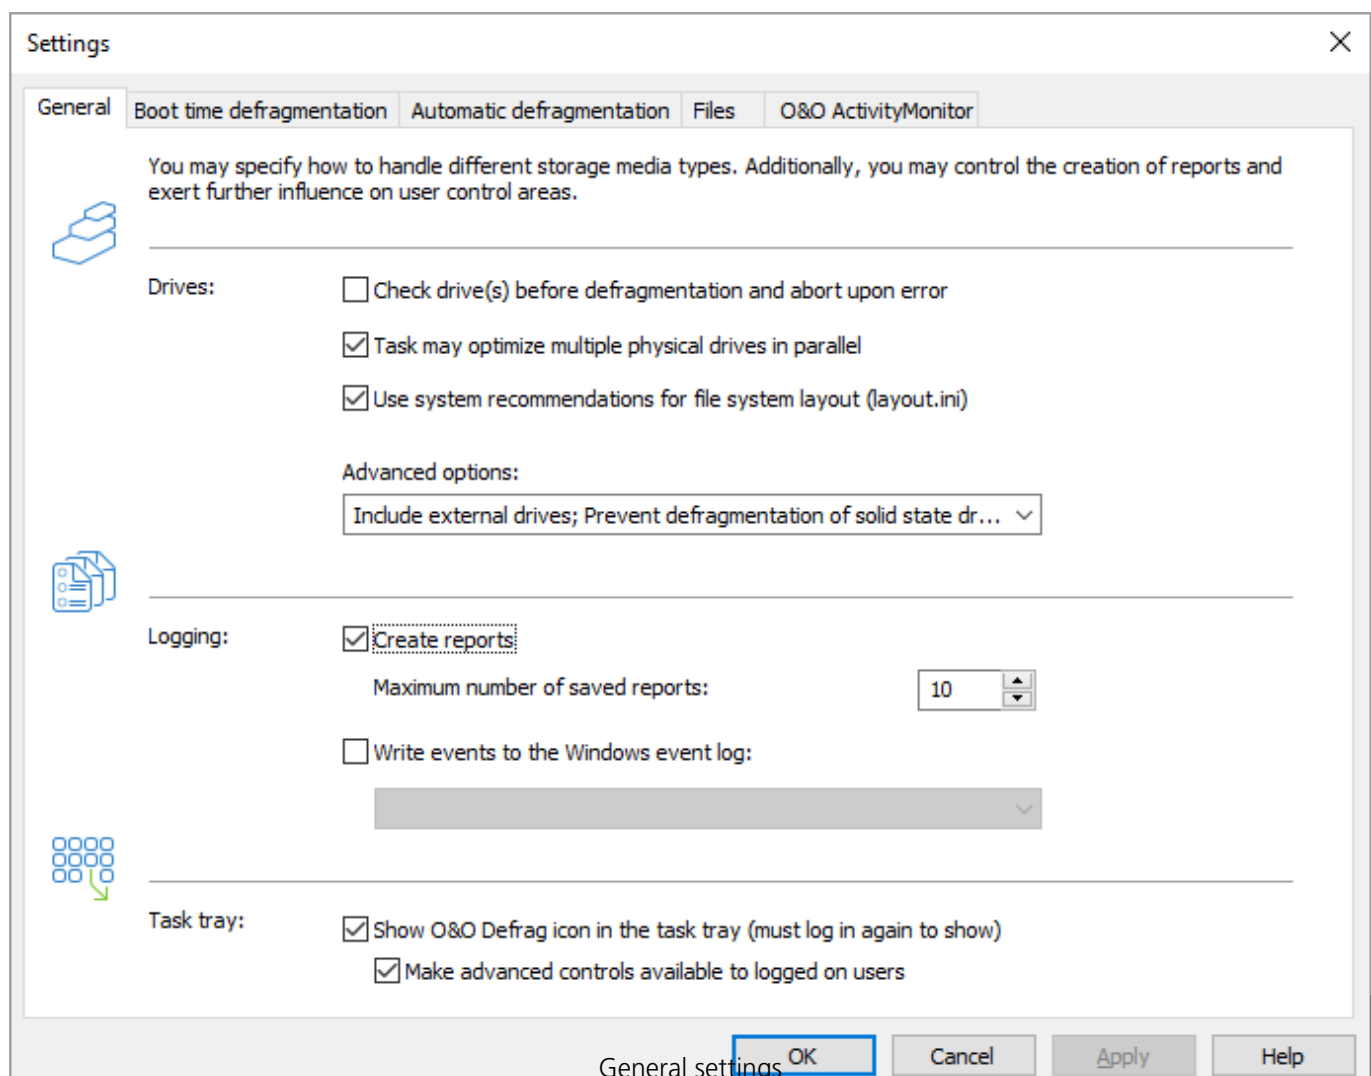 Settings
General
Boot time defragmentation
Automatic defragmentation
Files
O&O ActivityMonitor
You may specify how to handle different storage media types. Additionally, you may control the creation of reports and
exert further influence on user control areas.
Drives:
Check drive(s) before defragmentation and abort upon error
Task may optimize multiple physical drives in parallel
Use system recommendations for file system layout (layout.ini)
Advanced options:
Include external drives; Prevent defragmentation of solid state dr...
Logging:
Create reports
Maximum number of saved reports:
10
Write events to the Windows event log:
Task tray:
Show O&O Defrag icon in the task tray (must log in again to show)
Make advanced controls available to logged on users
OK
Cancel
Apply
Help
General settings